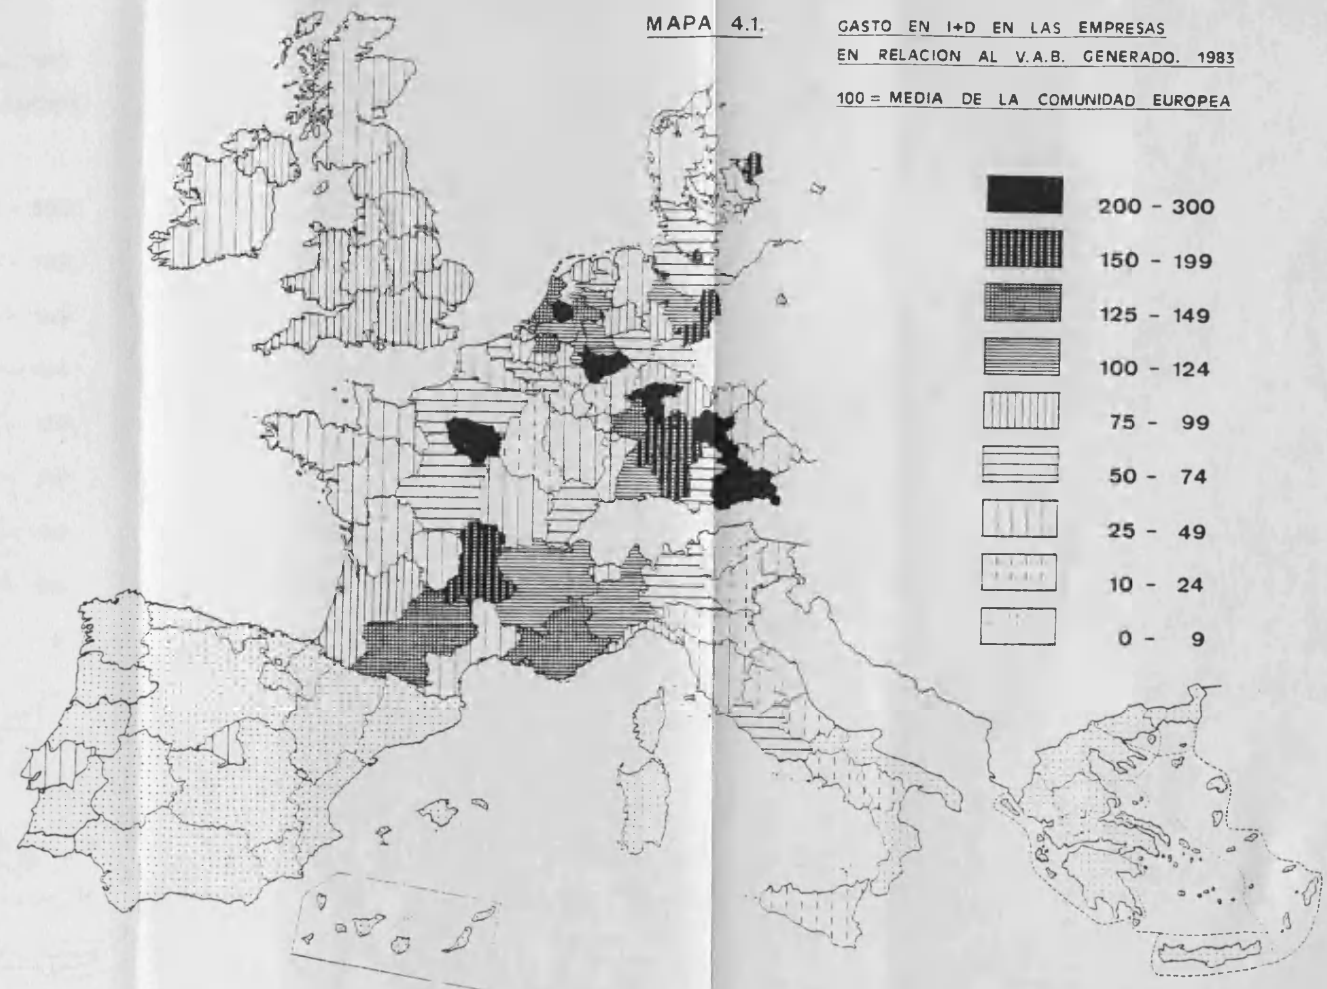 MAPA 4.1.
GASTO EN I+D EN LAS EMPRESAS
EN RELACION AL V.A.B. GENERADO. 1983
100 = MEDIA DE LA COMUNIDAD EUROPEA
200 - 300
150 - 199
125 - 149
100 - 124
75 - 99
50 - 74
25 - 49
10 - 24
0 - 9